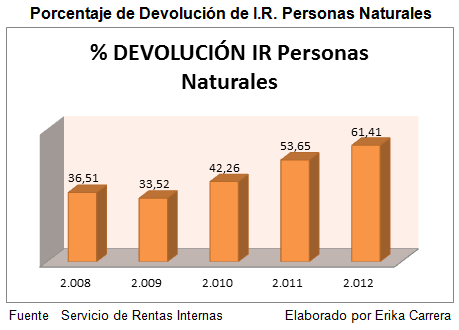 Porcentaje de Devolución de I.R. Personas Naturales
% DEVOLUCIÓN IR Personas
Naturales
36,51
33,52
42,26
53,65
61,41
2.008
2.009
2.010
2.011
2.012
Fuente Servicio de Rentas Internas
Elaborado por Erika Carrera